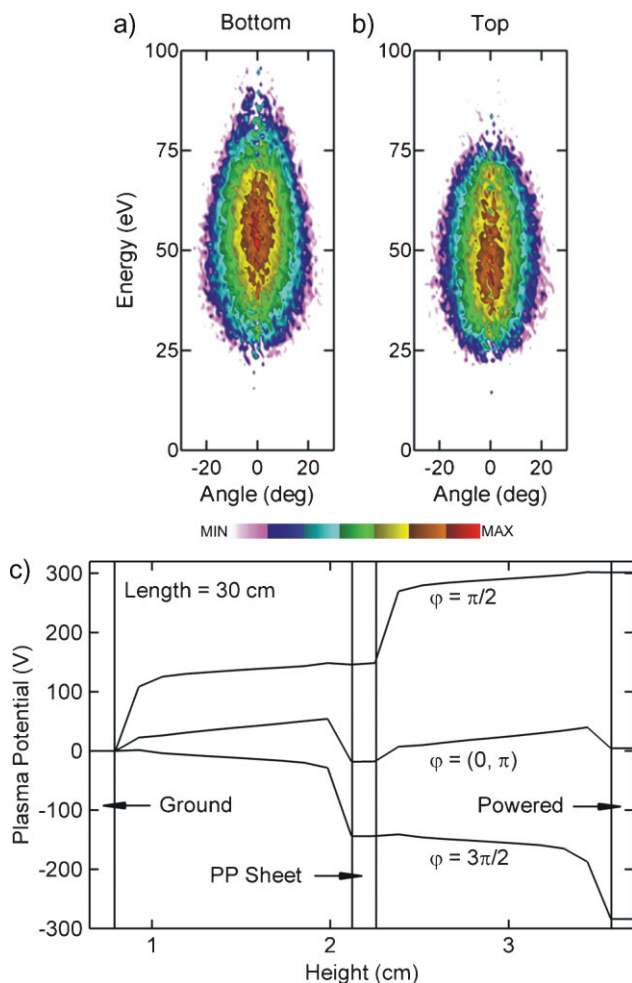 a) Bottom
b) Top
Energy (eV)
100
75
50
25
0
-20 0 20
Angle (deg)
100
75
50
25
0
-20 0 20
Angle (deg)
MIN MAX
c)
Plasma Potential (V)
300
200
100
0
-100
-200
-300
Length = 30 cm
φ = π/2
φ = (0, π)
Ground
Powered
PP Sheet
φ = 3π/2
1 2 3
Height (cm)